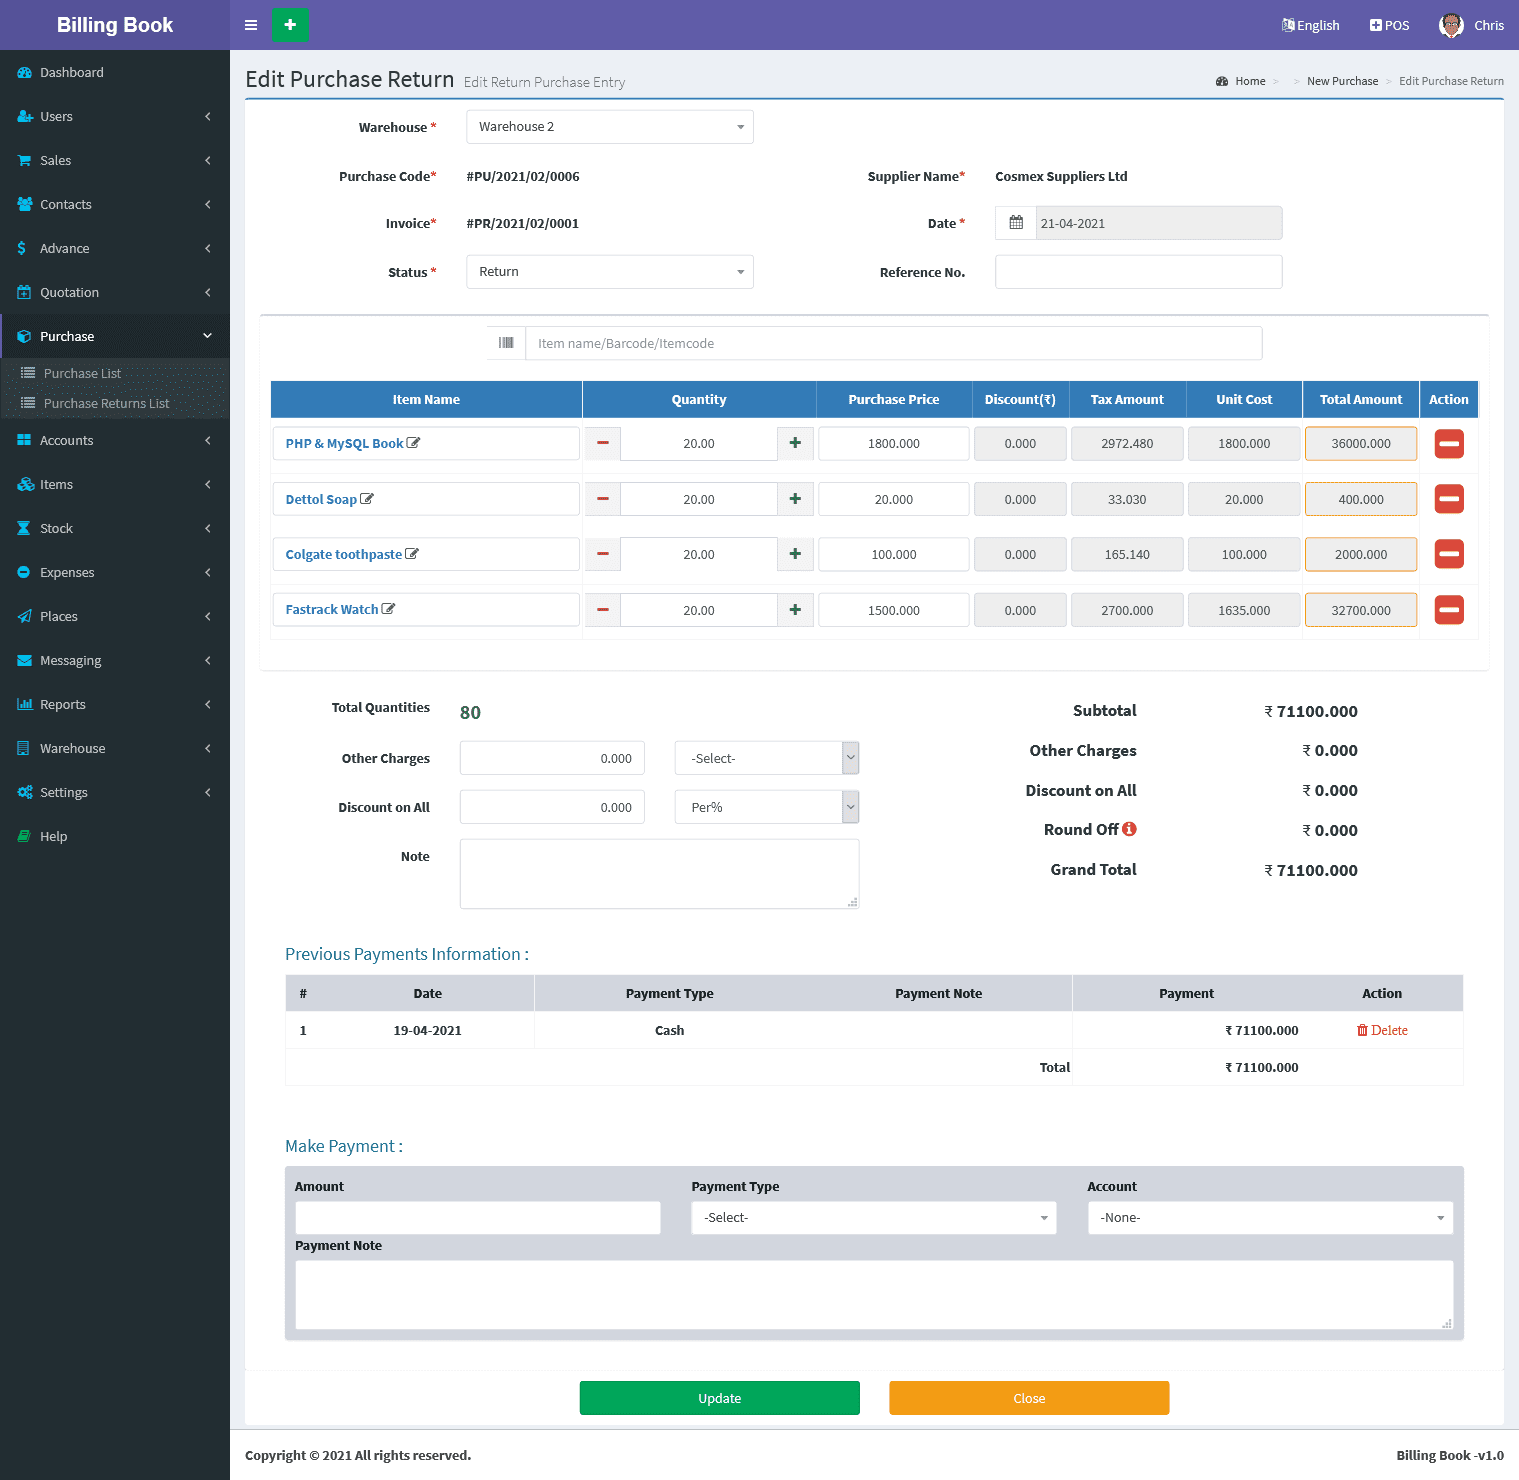 Billing Book
English
POS
Chris
Dashboard
Users
Sales
Contacts
Advance
Quotation
Purchase
Purchase List
Purchase Returns List
Accounts
Items
Stock
Expenses
Places
Messaging
Reports
Warehouse
Settings
Help
Edit Purchase Return Edit Return Purchase Entry
Home > > New Purchase > Edit Purchase Return
Warehouse * Warehouse 2
Purchase Code* #PU/2021/02/0006 Supplier Name* Cosmex Suppliers Ltd
Invoice* #PR/2021/02/0001 Date * 21-04-2021
Status * Return Reference No.
Item name/Barcode/Itemcode
Item Name Quantity Purchase Price Discount(₹) Tax Amount Unit Cost Total Amount Action
PHP & MySQL Book 20.00 1800.000 0.000 2972.480 1800.000 36000.000
Dettol Soap 20.00 20.000 0.000 33.030 20.000 400.000
Colgate toothpaste 20.00 100.000 0.000 165.140 100.000 2000.000
Fastrack Watch 20.00 1500.000 0.000 2700.000 1635.000 32700.000
Total Quantities 80
Other Charges 0.000 -Select-
Discount on All 0.000 Per%
Note
Subtotal ₹ 71100.000
Other Charges ₹ 0.000
Discount on All ₹ 0.000
Round Off ₹ 0.000
Grand Total ₹ 71100.000
Previous Payments Information :
# Date Payment Type Payment Note Payment Action
1 19-04-2021 Cash ₹ 71100.000 Delete
Total ₹ 71100.000
Make Payment :
Amount Payment Type Account
-Select- -None-
Payment Note
Update Close
Copyright © 2021 All rights reserved. Billing Book -v1.0